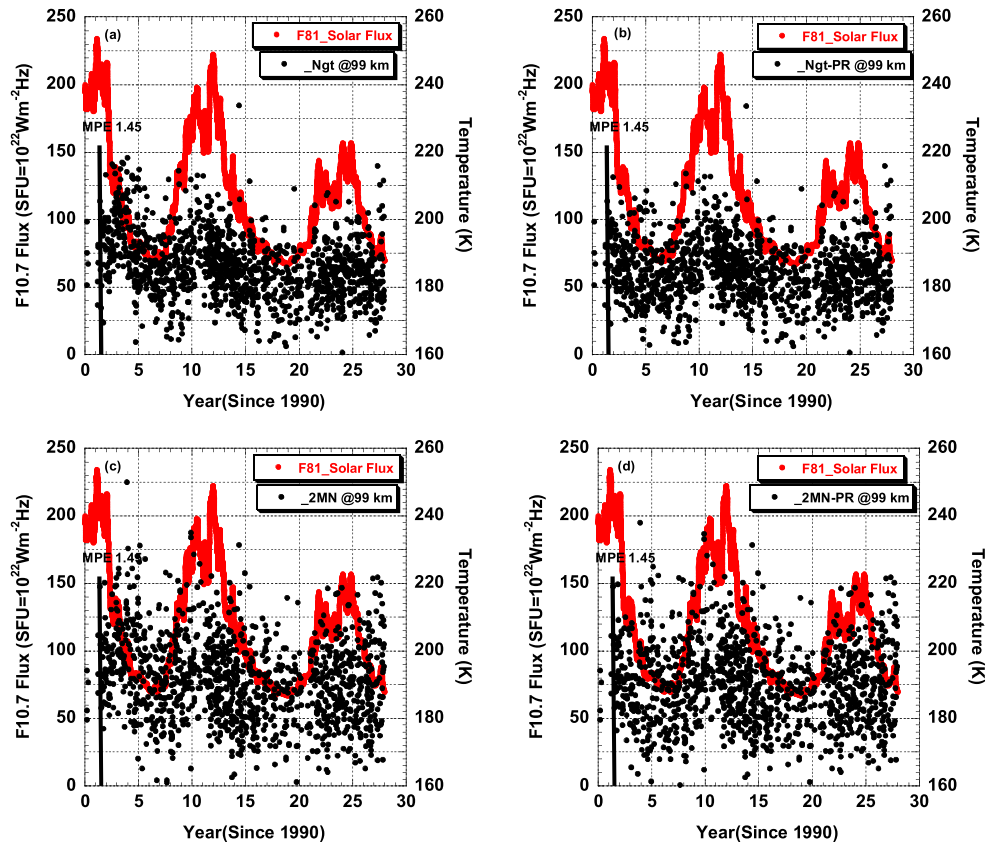 (a)
F81_Solar Flux
_Ngt @99 km
MPE 1.45
250
200
150
100
50
0
260
240
220
200
180
160
0 5 10 15 20 25 30
F10.7 Flux (SFU=10²²Wm⁻²Hz)
Temperature (K)
Year(Since 1990)
(b)
F81_Solar Flux
_Ngt-PR @99 km
MPE 1.45
250
200
150
100
50
0
260
240
220
200
180
160
0 5 10 15 20 25 30
F10.7 Flux (SFU=10²²Wm⁻²Hz)
Temperature (K)
Year(Since 1990)
(c)
F81_Solar Flux
_2MN @99 km
MPE 1.45
250
200
150
100
50
0
260
240
220
200
180
160
0 5 10 15 20 25 30
F10.7 Flux (SFU=10²²Wm⁻²Hz)
Temperature (K)
Year(Since 1990)
(d)
F81_Solar Flux
_2MN-PR @99 km
MPE 1.45
250
200
150
100
50
0
260
240
220
200
180
160
0 5 10 15 20 25 30
F10.7 Flux (SFU=10²²Wm⁻²Hz)
Temperature (K)
Year(Since 1990)